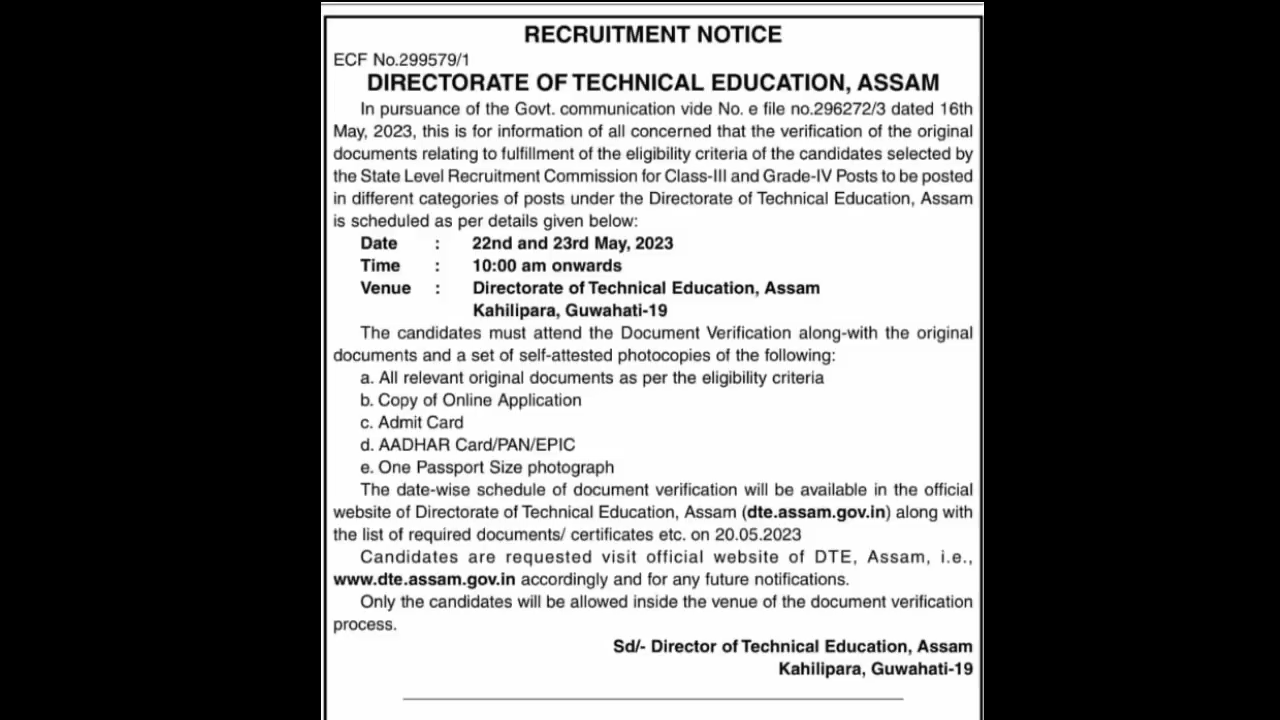 RECRUITMENT NOTICE
ECF No.299579/1
DIRECTORATE OF TECHNICAL EDUCATION, ASSAM
In pursuance of the Govt. communication vide No. e file no.296272/3 dated 16th
May, 2023, this is for information of all concerned that the verification of the original
documents relating to fulfillment of the eligibility criteria of the candidates selected by
the State Level Recruitment Commission for Class-III and Grade-IV Posts to be posted
in different categories of posts under the Directorate of Technical Education, Assam
is scheduled as per details given below:
Date : 22nd and 23rd May, 2023
Time : 10:00 am onwards
Venue : Directorate of Technical Education, Assam
Kahilipara, Guwahati-19
The candidates must attend the Document Verification along-with the original
documents and a set of self-attested photocopies of the following:
a. All relevant original documents as per the eligibility criteria
b. Copy of Online Application
c. Admit Card
d. AADHAR Card/PAN/EPIC
e. One Passport Size photograph
The date-wise schedule of document verification will be available in the official
website of Directorate of Technical Education, Assam (dte.assam.gov.in) along with
the list of required documents/ certificates etc. on 20.05.2023
Candidates are requested visit official website of DTE, Assam, i.e.,
www.dte.assam.gov.in accordingly and for any future notifications.
Only the candidates will be allowed inside the venue of the document verification
process.
Sd/- Director of Technical Education, Assam
Kahilipara, Guwahati-19